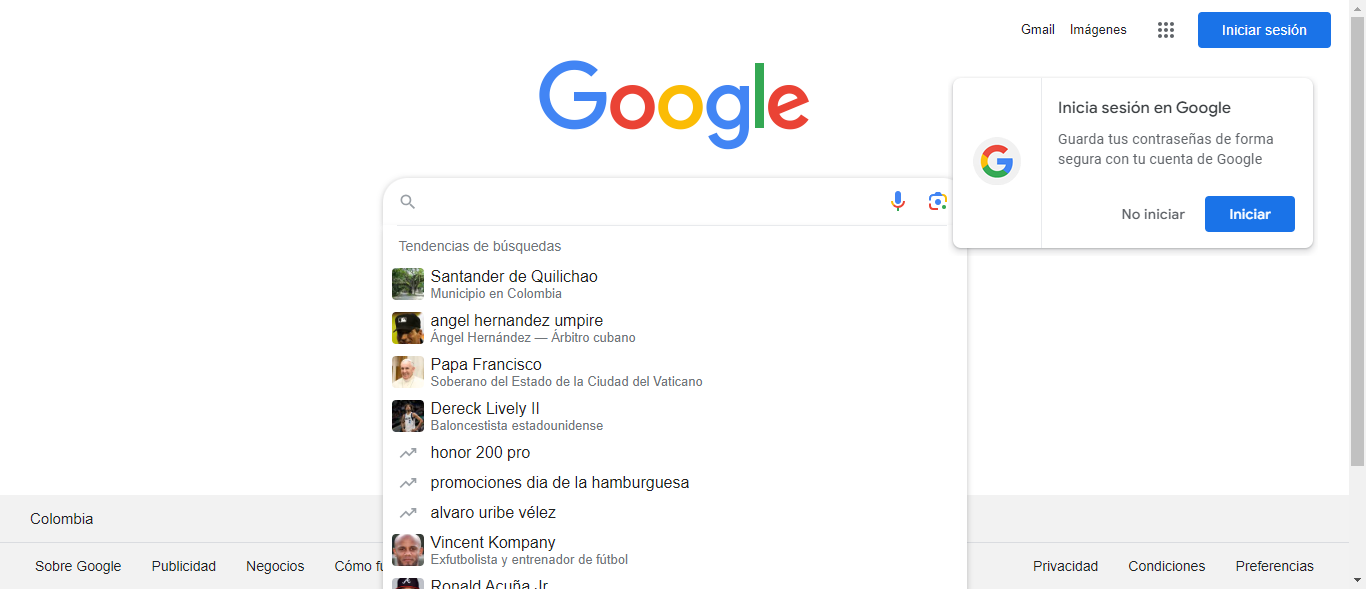 Gmail Imágenes Iniciar sesión
Google
Inicia sesión en Google
Guarda tus contraseñas de forma
segura con tu cuenta de Google
No iniciar Iniciar
Tendencias de búsquedas
Santander de Quilichao
Municipio en Colombia
angel hernandez umpire
Ángel Hernández — Árbitro cubano
Papa Francisco
Soberano del Estado de la Ciudad del Vaticano
Dereck Lively II
Baloncestista estadounidense
honor 200 pro
promociones dia de la hamburguesa
alvaro uribe vélez
Vincent Kompany
Exfutbolista y entrenador de fútbol
Ronald Acuña Jr.
Colombia
Sobre Google Publicidad Negocios Cómo Privacidad Condiciones Preferencias